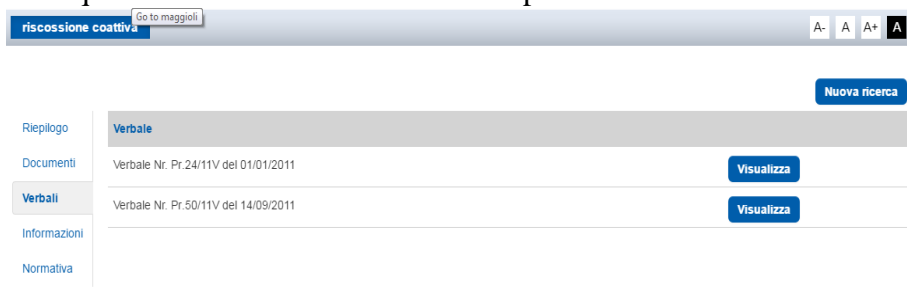 Go to maggioli
riscossione coattiva
A- A A+ A
Nuova ricerca
Riepilogo
Documenti
Verbali
Informazioni
Normativa
Verbale
Verbale Nr. Pr.24/11V del 01/01/2011 Visualizza
Verbale Nr. Pr.50/11V del 14/09/2011 Visualizza